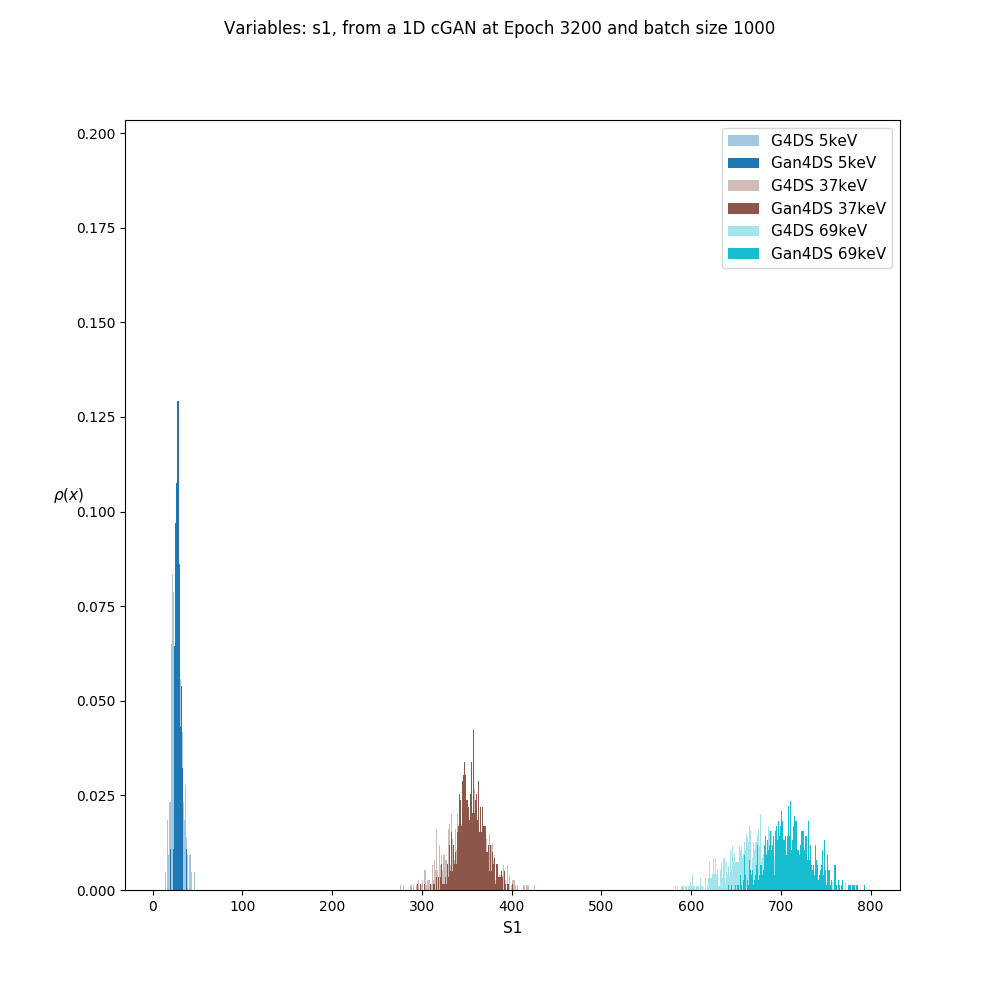 Variables: s1, from a 1D cGAN at Epoch 3200 and batch size 1000
0.200
0.175
0.150
0.125
0.100
0.075
0.050
0.025
0.000
ρ(x)
G4DS 5keV
Gan4DS 5keV
G4DS 37keV
Gan4DS 37keV
G4DS 69keV
Gan4DS 69keV
0 100 200 300 400 500 600 700 800
S1